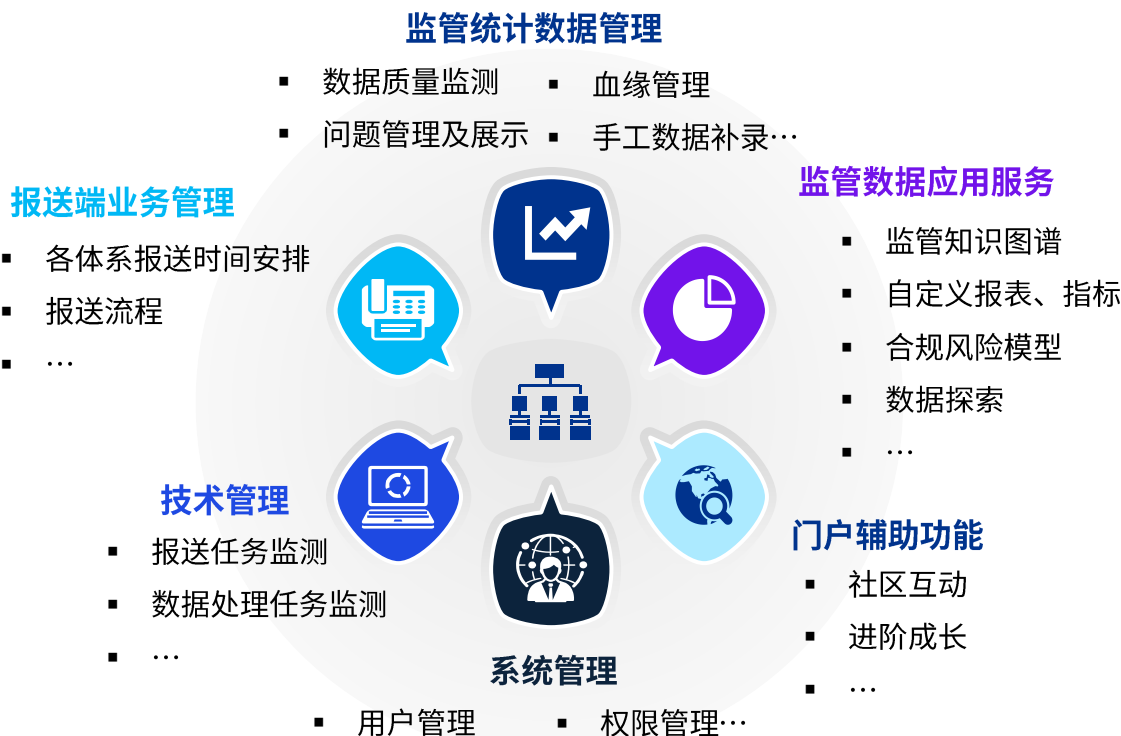 监管统计数据管理
▪ 数据质量监测
▪ 问题管理及展示
▪ 血缘管理
▪ 手工数据补录…
监管数据应用服务
▪ 监管知识图谱
▪ 自定义报表、指标
▪ 合规风险模型
▪ 数据探索
▪ …
报送端业务管理
▪ 各体系报送时间安排
▪ 报送流程
▪ …
技术管理
▪ 报送任务监测
▪ 数据处理任务监测
▪ …
门户辅助功能
▪ 社区互动
▪ 进阶成长
▪ …
系统管理
▪ 用户管理
▪ 权限管理…